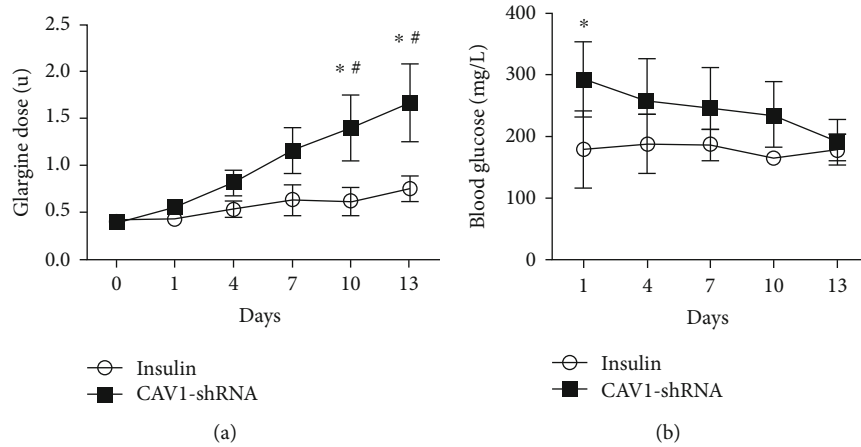 Glargine dose (u)
2.5
2.0
1.5
1.0
0.5
0.0
* #
* #
0
1
4
7
10
13
Days
Insulin
CAV1-shRNA
(a)
Blood glucose (mg/L)
400
300
200
100
0
*
1
4
7
10
13
Days
Insulin
CAV1-shRNA
(b)